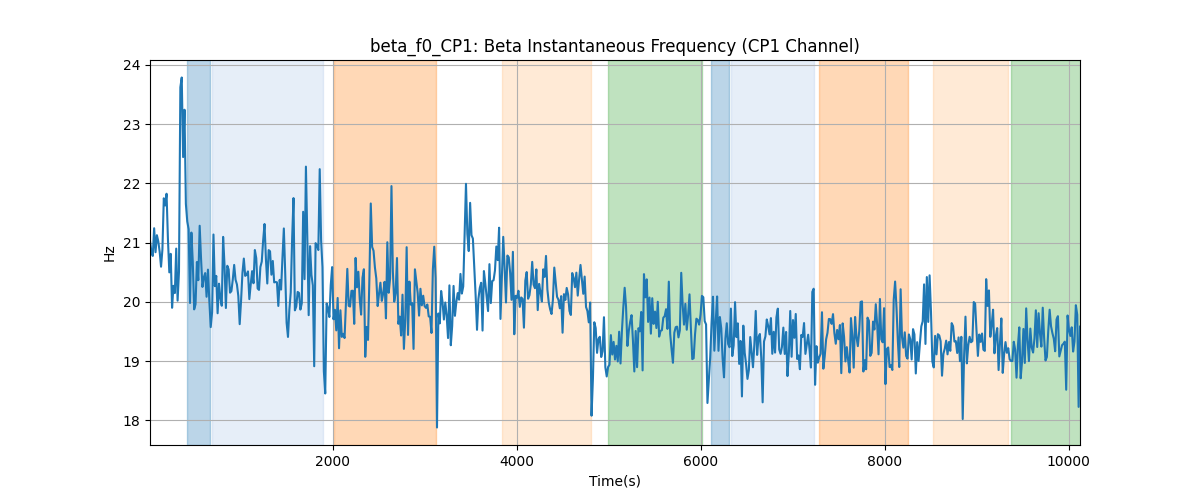 beta_f0_CP1: Beta Instantaneous Frequency (CP1 Channel)
24
23
22
21
20
19
18
Hz
2000 4000 6000 8000 10000
Time(s)